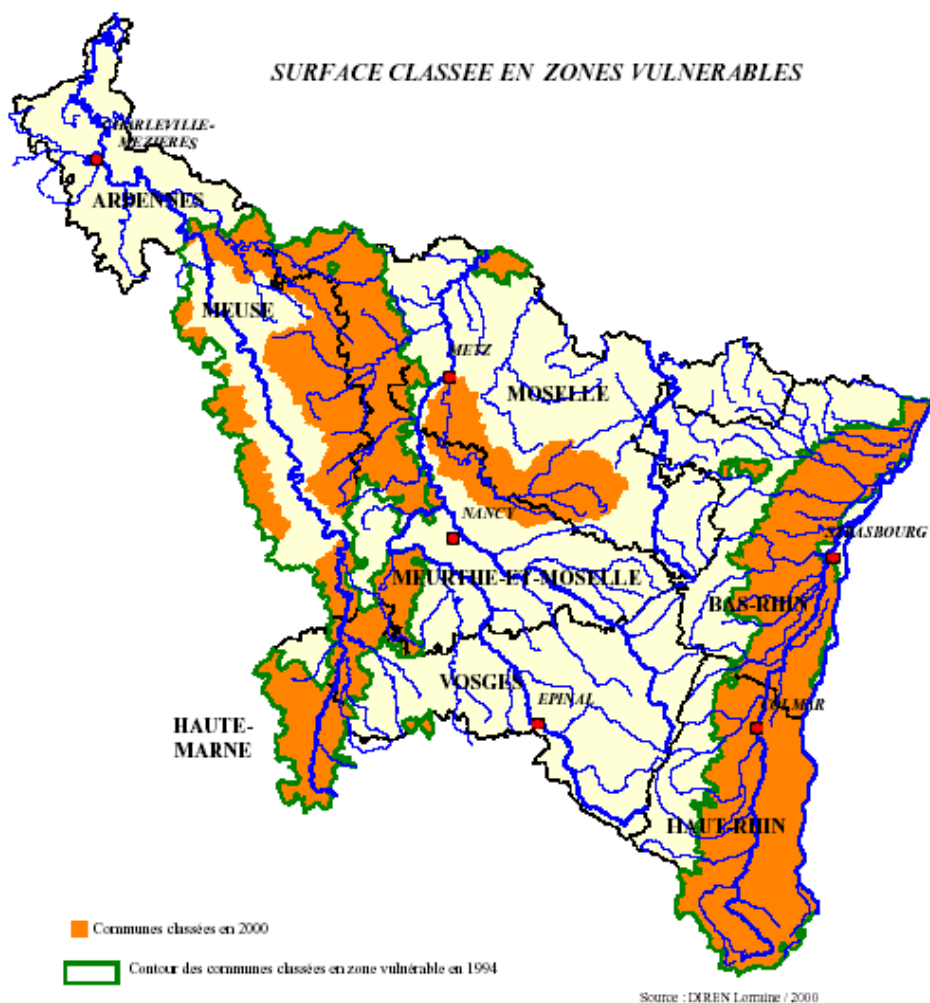 SURFACE CLASSEE EN ZONES VULNERABLES
CHARLEVILLE-
MEZIERES
ARDENNES
MEUSE
METZ
MOSELLE
NANCY
STRASBOURG
MEURTHE-ET-MOSELLE
BAS-RHIN
VOSGES
EPINAL
COLMAR
HAUTE-
MARNE
HAUT-RHIN
Communes classées en 2000
Contour des communes classées en zone vulnérable en 1994
Source : DIREN Lorraine / 2000